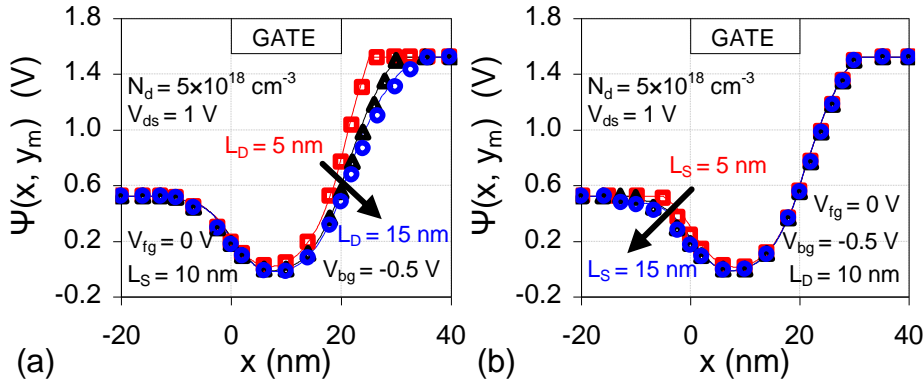 Ψ(x, y_m) (V)
1.8
1.4
1.0
0.6
0.2
-0.2
GATE
N_d = 5×10^18 cm^-3
V_ds = 1 V
L_D = 5 nm
L_D = 15 nm
V_fg = 0 V
L_S = 10 nm
V_bg = -0.5 V
-20 0 20 40
(a) x (nm)
Ψ(x, y_m) (V)
1.8
1.4
1.0
0.6
0.2
-0.2
GATE
N_d = 5×10^18 cm^-3
V_ds = 1 V
L_S = 5 nm
V_fg = 0 V
V_bg = -0.5 V
L_S = 15 nm
L_D = 10 nm
-20 0 20 40
(b) x (nm)